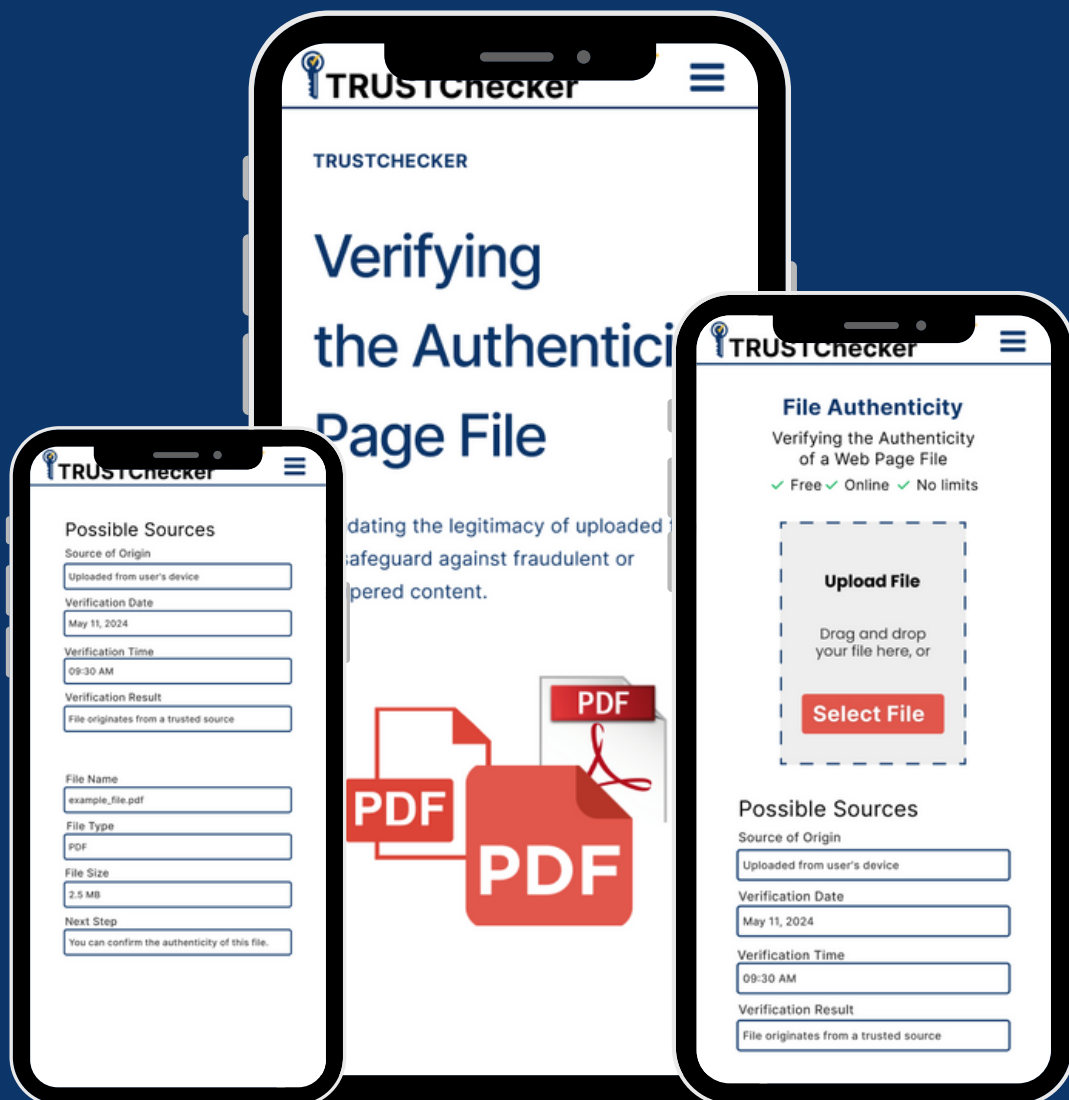 TRUSTChecker
TRUSTCHECKER
Verifying
the Authentici
Page File
dating the legitimacy of uploaded
safeguard against fraudulent or
pered content.
PDF
PDF
PDF
TRUSTChecker
Possible Sources
Source of Origin
Uploaded from user's device
Verification Date
May 11, 2024
Verification Time
09:30 AM
Verification Result
File originates from a trusted source
File Name
example_file.pdf
File Type
PDF
File Size
2.5 MB
Next Step
You can confirm the authenticity of this file.
TRUSTChecker
File Authenticity
Verifying the Authenticity
of a Web Page File
✓ Free ✓ Online ✓ No limits
Upload File
Drag and drop
your file here, or
Select File
Possible Sources
Source of Origin
Uploaded from user's device
Verification Date
May 11, 2024
Verification Time
09:30 AM
Verification Result
File originates from a trusted source